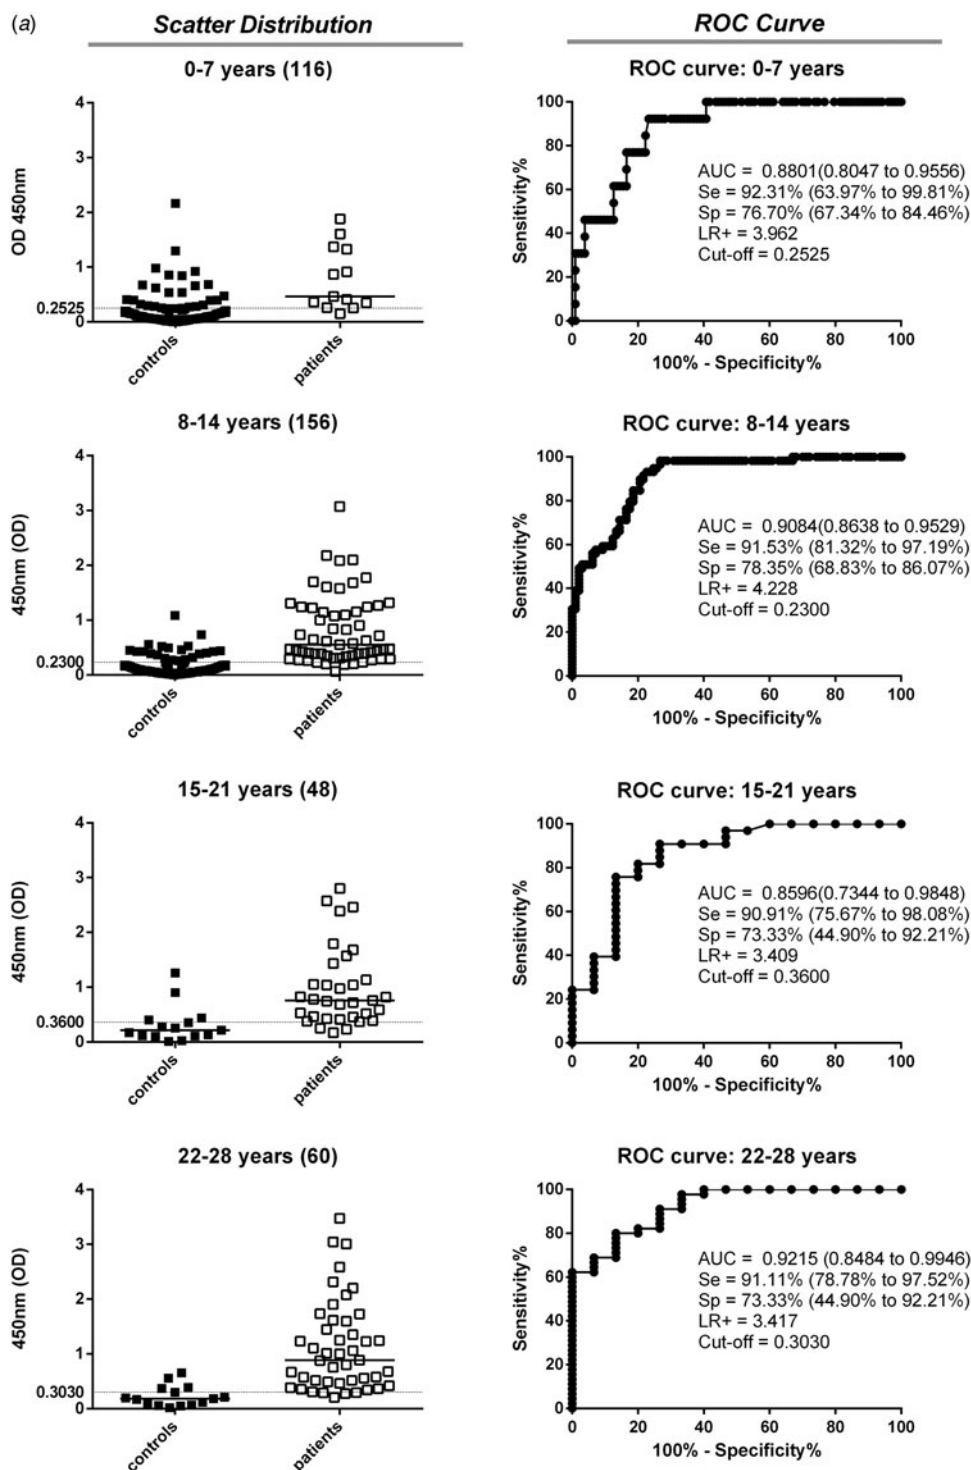 (a)
Scatter Distribution
ROC Curve
0-7 years (116)
OD 450nm
4
3
2
1
0.2525
0
controls
patients
ROC curve: 0-7 years
Sensitivity%
100
80
60
40
20
0
AUC = 0.8801(0.8047 to 0.9556)
Se = 92.31% (63.97% to 99.81%)
Sp = 76.70% (67.34% to 84.46%)
LR+ = 3.962
Cut-off = 0.2525
0 20 40 60 80 100
100% - Specificity%
8-14 years (156)
450nm (OD)
4
3
2
1
0.2300
0
controls
patients
ROC curve: 8-14 years
Sensitivity%
100
80
60
40
20
0
AUC = 0.9084(0.8638 to 0.9529)
Se = 91.53% (81.32% to 97.19%)
Sp = 78.35% (68.83% to 86.07%)
LR+ = 4.228
Cut-off = 0.2300
0 20 40 60 80 100
100% - Specificity%
15-21 years (48)
450nm (OD)
4
3
2
1
0.3600
0
controls
patients
ROC curve: 15-21 years
Sensitivity%
100
80
60
40
20
0
AUC = 0.8596(0.7344 to 0.9848)
Se = 90.91% (75.67% to 98.08%)
Sp = 73.33% (44.90% to 92.21%)
LR+ = 3.409
Cut-off = 0.3600
0 20 40 60 80 100
100% - Specificity%
22-28 years (60)
450nm (OD)
4
3
2
1
0.3030
0
controls
patients
ROC curve: 22-28 years
Sensitivity%
100
80
60
40
20
0
AUC = 0.9215 (0.8484 to 0.9946)
Se = 91.11% (78.78% to 97.52%)
Sp = 73.33% (44.90% to 92.21%)
LR+ = 3.417
Cut-off = 0.3030
0 20 40 60 80 100
100% - Specificity%